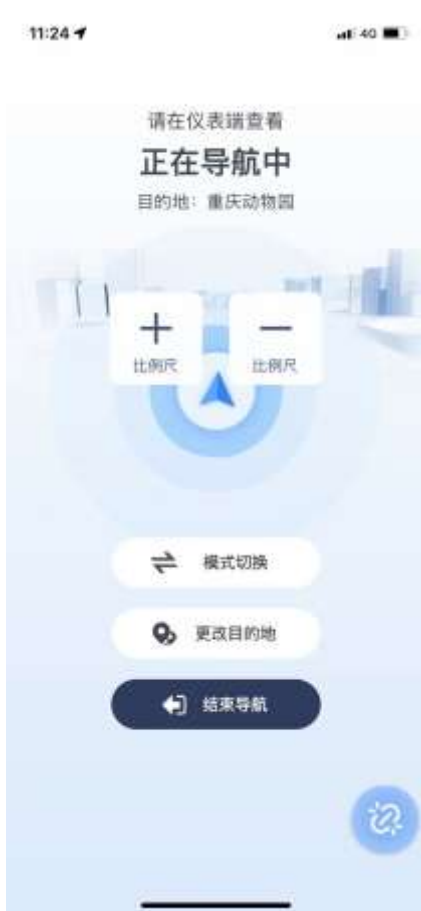 11:24
4G
请在仪表端查看
正在导航中
目的地：重庆动物园
比例尺 比例尺
模式切换
更改目的地
结束导航